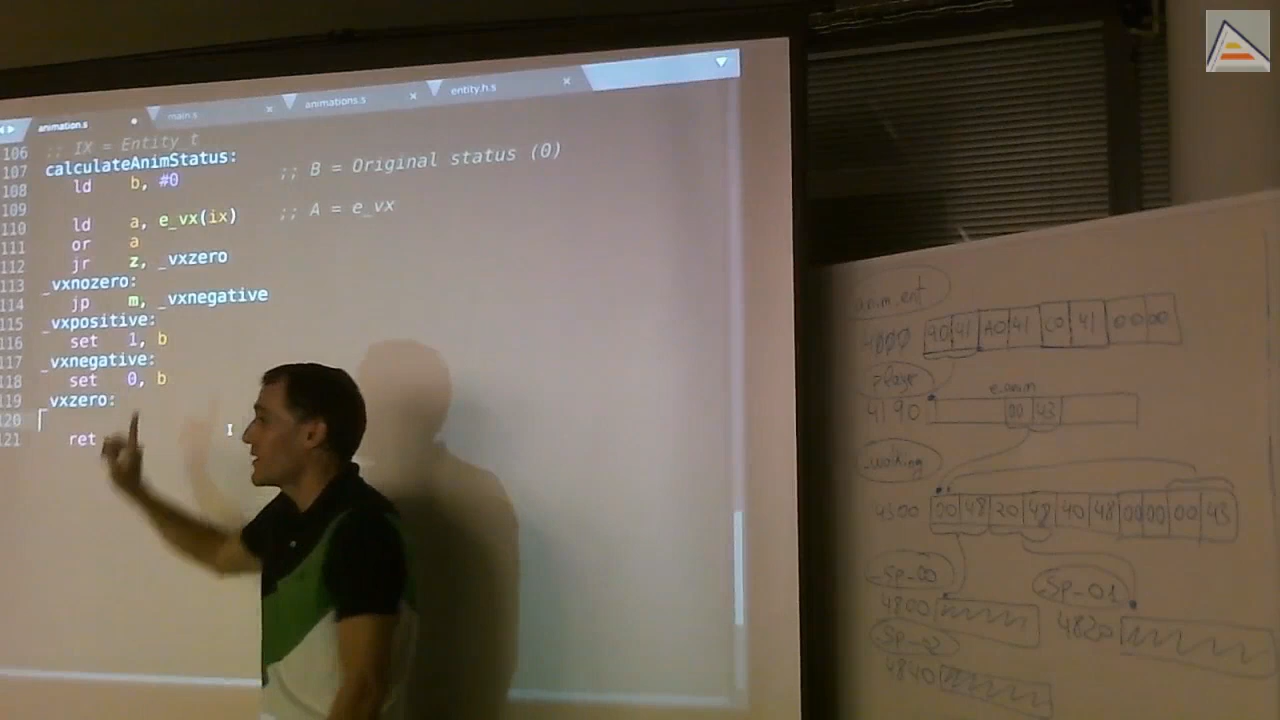 animation.s
main.s
animations.s
entity.h.s
106 ;; IX = Entity_t
107 calculateAnimStatus:
108 ld b, #0 ;; B = Original status (0)
109
110 ld a, e_vx(ix) ;; A = e_vx
111 or a
112 jr z, _vxzero
113 _vxnozero:
114 jp m, _vxnegative
115 _vxpositive:
116 set 1, b
117 _vxnegative:
118 set 0, b
119 _vxzero:
120
121 ret
anim_ent
4000 90 41 A0 41 C0 41 00 00
Player
e_anim
4190 00 43
walking
4300 00 48 20 48 40 48 00 00 00 43
_SP_00
_SP_01
4800
4820
_SP_02
4840